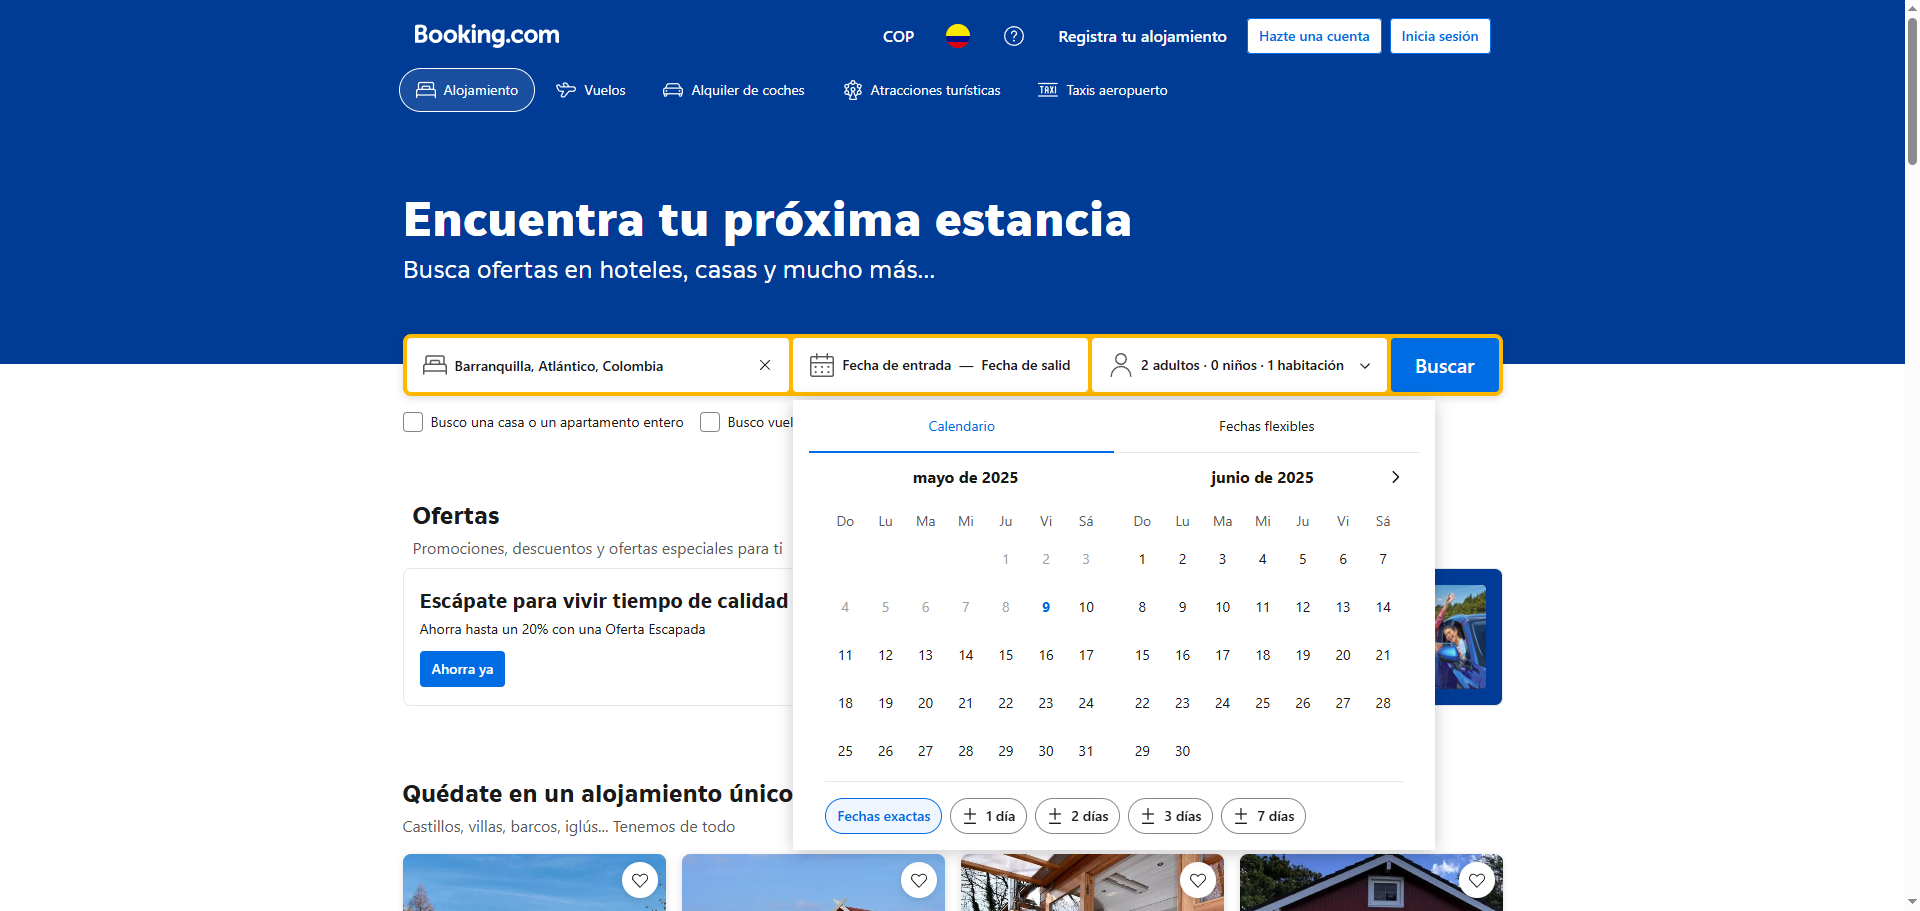 Booking.com
COP
Registra tu alojamiento
Hazte una cuenta
Inicia sesión
Alojamiento
Vuelos
Alquiler de coches
Atracciones turísticas
TAXI
Taxis aeropuerto
Encuentra tu próxima estancia
Busca ofertas en hoteles, casas y mucho más...
Barranquilla, Atlántico, Colombia
Fecha de entrada — Fecha de salid
2 adultos · 0 niños · 1 habitación
Buscar
Busco una casa o un apartamento entero
Busco vuel
Calendario
Fechas flexibles
mayo de 2025
Do Lu Ma Mi Ju Vi Sá
1 2 3
4 5 6 7 8 9 10
11 12 13 14 15 16 17
18 19 20 21 22 23 24
25 26 27 28 29 30 31
junio de 2025
Do Lu Ma Mi Ju Vi Sá
1 2 3 4 5 6 7
8 9 10 11 12 13 14
15 16 17 18 19 20 21
22 23 24 25 26 27 28
29 30
Fechas exactas
± 1 día
± 2 días
± 3 días
± 7 días
Ofertas
Promociones, descuentos y ofertas especiales para ti
Escápate para vivir tiempo de calidad
Ahorra hasta un 20% con una Oferta Escapada
Ahorra ya
Quédate en un alojamiento único
Castillos, villas, barcos, iglús... Tenemos de todo